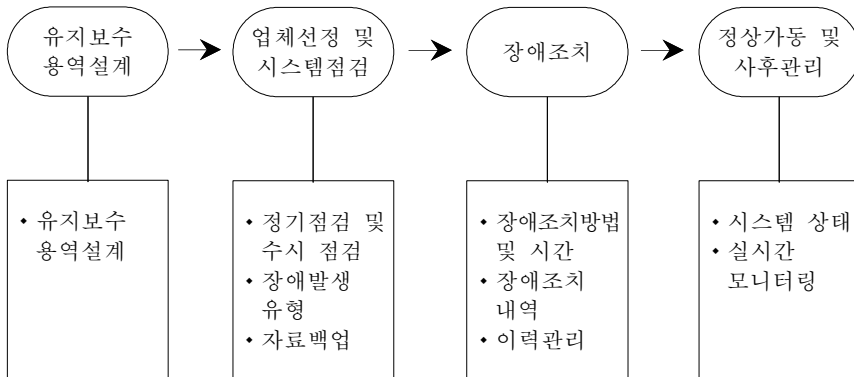 유지보수
용역설계
업체선정 및
시스템점검
장애조치
정상가동 및
사후관리
• 유지보수
용역설계
• 정기점검 및
수시 점검
• 장애발생
유형
• 자료백업
• 장애조치방법
및 시간
• 장애조치
내역
• 이력관리
• 시스템 상태
• 실시간
모니터링